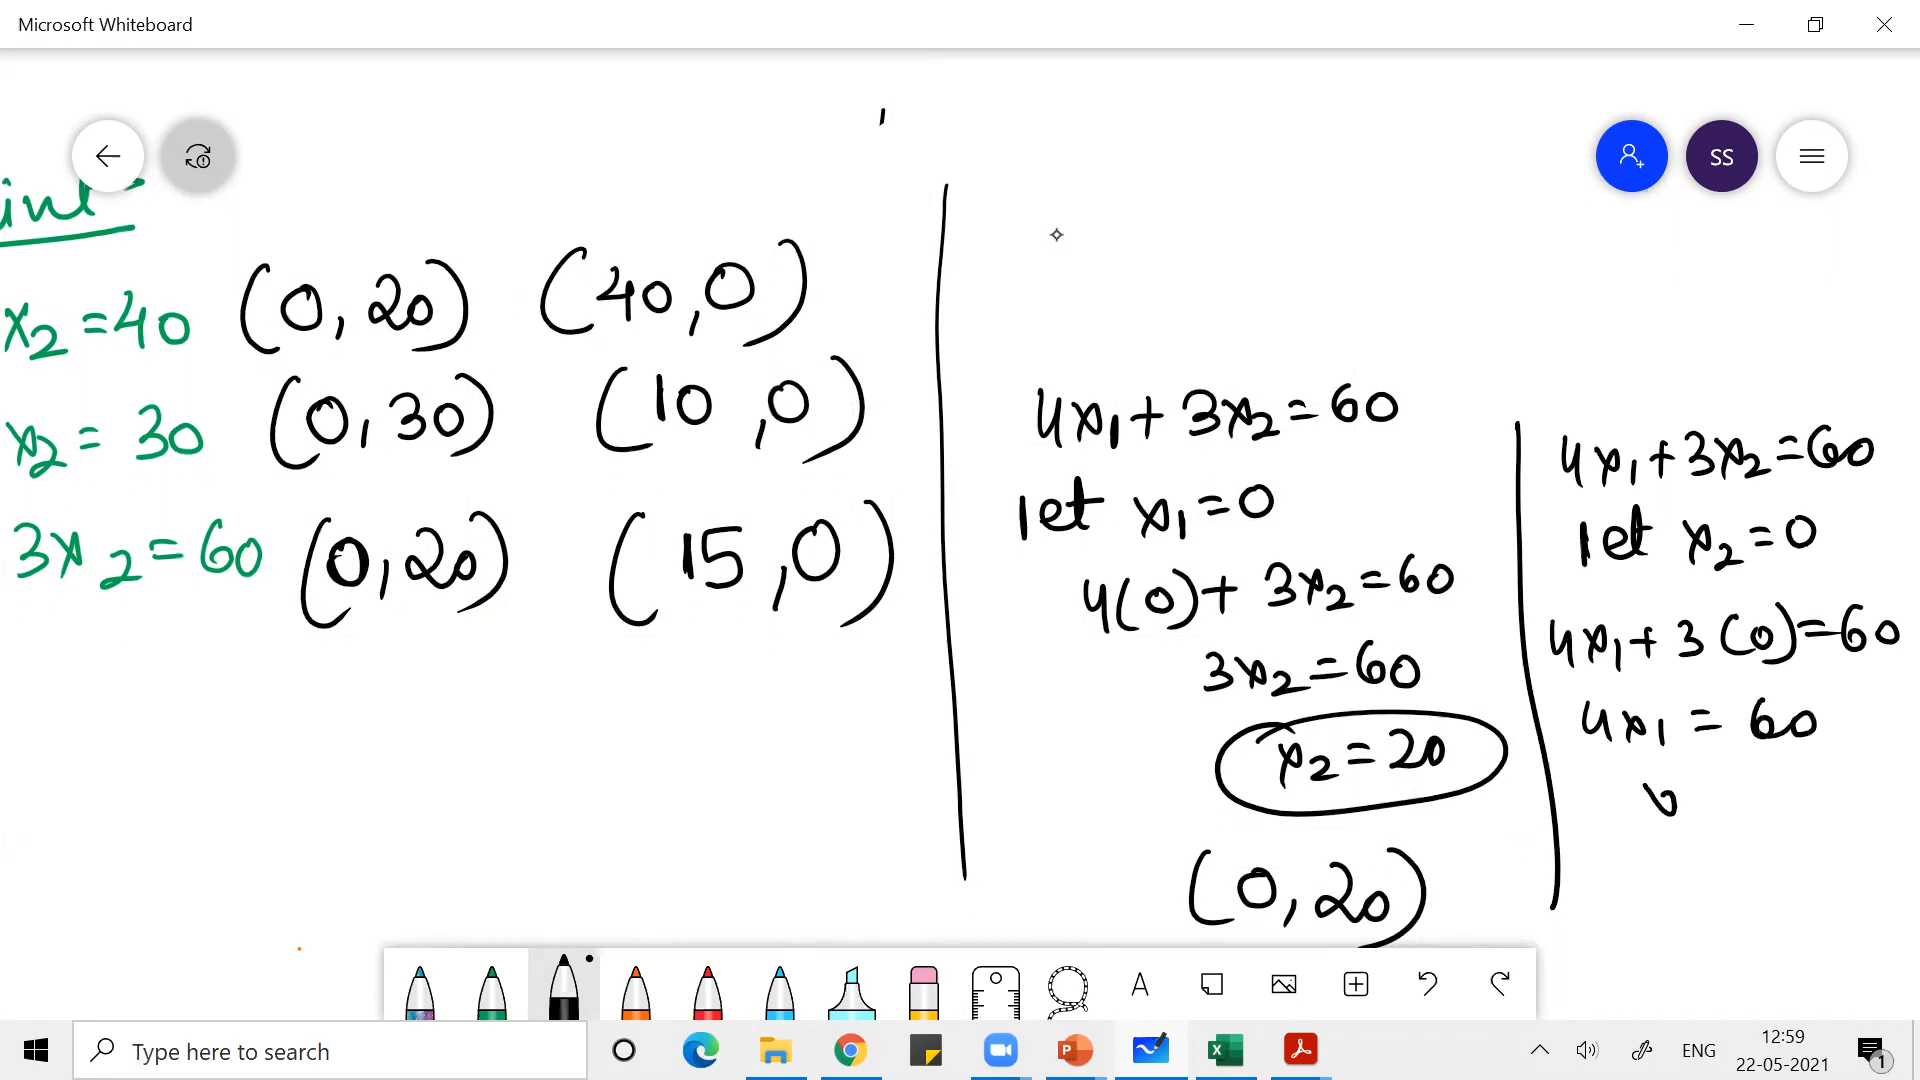 Microsoft Whiteboard
SS
x₂ = 40 (0, 20) (40, 0)
x₂ = 30 (0, 30) (10, 0)
3x₂ = 60 (0, 20) (15, 0)
4x₁ + 3x₂ = 60
let x₁ = 0
4(0) + 3x₂ = 60
3x₂ = 60
x₂ = 20
(0, 20)
4x₁ + 3x₂ = 60
let x₂ = 0
4x₁ + 3(0) = 60
4x₁ = 60
A
Type here to search
ENG
12:59
22-05-2021
1